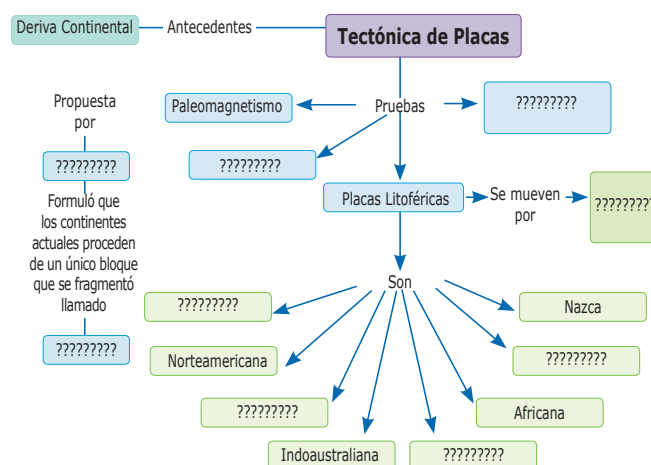 Deriva Continental
Antecedentes
Tectónica de Placas
Propuesta
por
?????????
Formuló que
los continentes
actuales proceden
de un único bloque
que se fragmentó
llamado
?????????
Paleomagnetismo
Pruebas
?????????
?????????
Placas Litoféricas
Se mueven
por
?????????
Son
?????????
Nazca
Norteamericana
?????????
?????????
Africana
Indoaustraliana
?????????